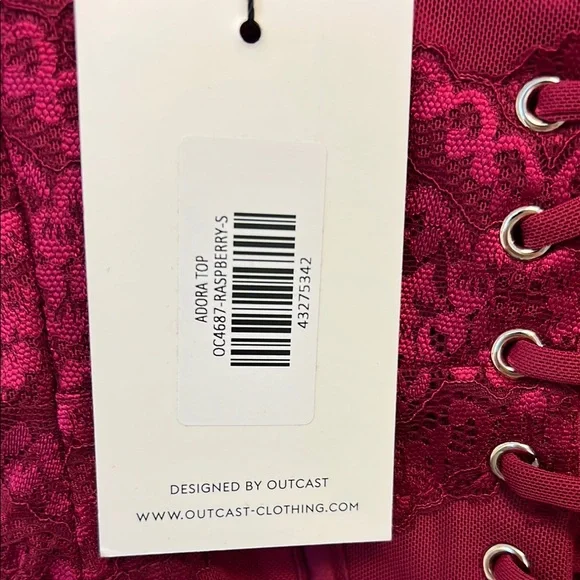 ADORA TOP
OC4687-RASPBERRY-S
43275342
DESIGNED BY OUTCAST
WWW.OUTCAST-CLOTHING.COM